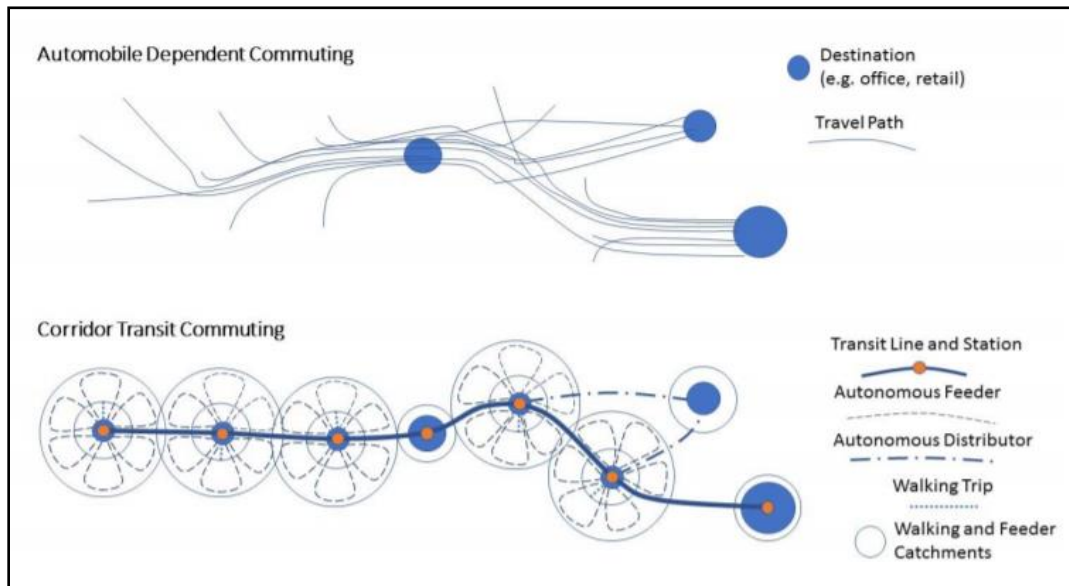 Automobile Dependent Commuting
Destination
(e.g. office, retail)
Travel Path
Corridor Transit Commuting
Transit Line and Station
Autonomous Feeder
Autonomous Distributor
Walking Trip
Walking and Feeder
Catchments